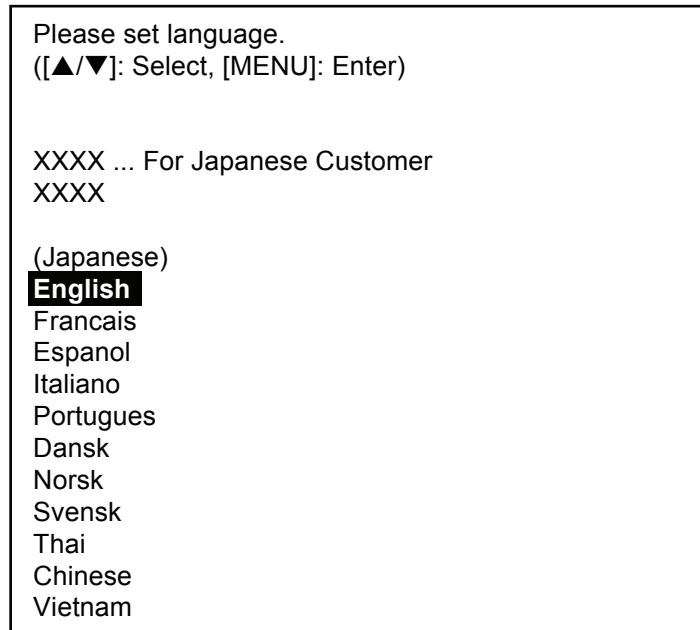 Please set language.
([▲/▼]: Select, [MENU]: Enter)
XXXX ... For Japanese Customer
XXXX
(Japanese)
English
Francais
Espanol
Italiano
Portugues
Dansk
Norsk
Svensk
Thai
Chinese
Vietnam